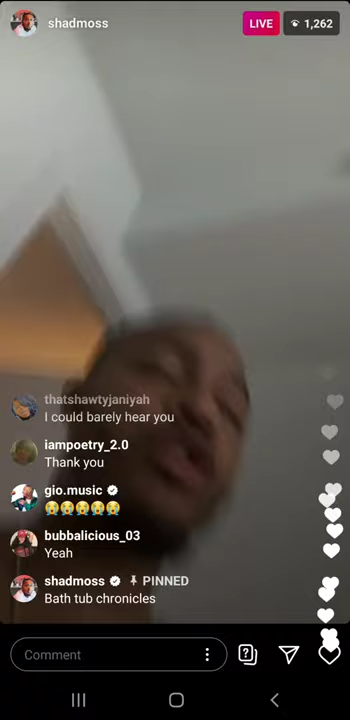 shadmoss
LIVE
1,262
thatshawtyjaniyah
I could barely hear you
iampoetry_2.0
Thank you
gio.music
😭😭😭😭😭
bubbalicious_03
Yeah
shadmoss PINNED
Bath tub chronicles
Comment